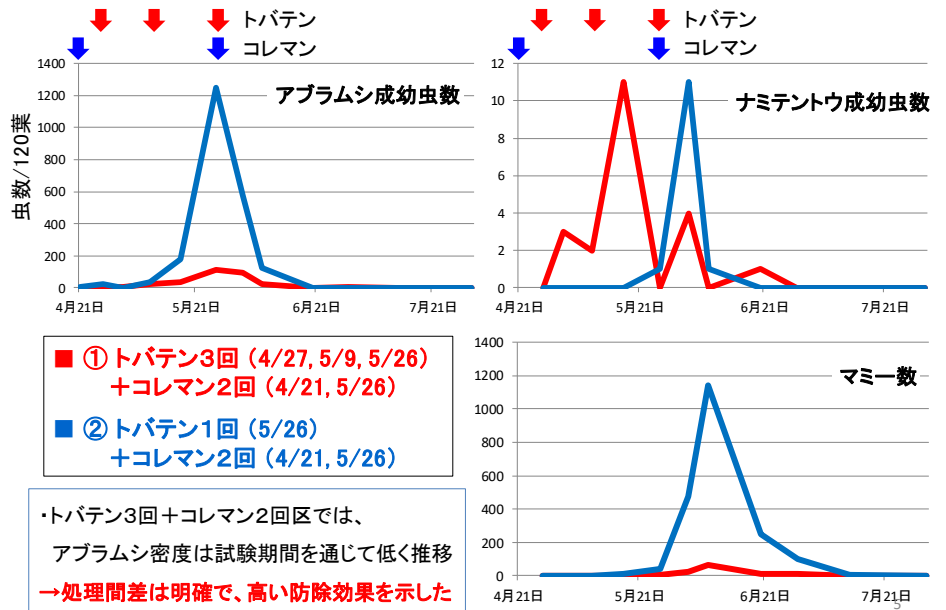 トバテン
コレマン
トバテン
コレマン
アブラムシ成幼虫数
虫数/120葉
1400
1200
1000
800
600
400
200
0
4月21日 5月21日 6月21日 7月21日
ナミテントウ成幼虫数
12
10
8
6
4
2
0
4月21日 5月21日 6月21日 7月21日
■ ① トバテン3回 (4/27, 5/9, 5/26)
+コレマン2回 (4/21, 5/26)
■ ② トバテン1回 (5/26)
+コレマン2回 (4/21, 5/26)
マミー数
1400
1200
1000
800
600
400
200
0
4月21日 5月21日 6月21日 7月21日
・トバテン3回+コレマン2回区では、
アブラムシ密度は試験期間を通じて低く推移
→処理間差は明確で、高い防除効果を示した
5